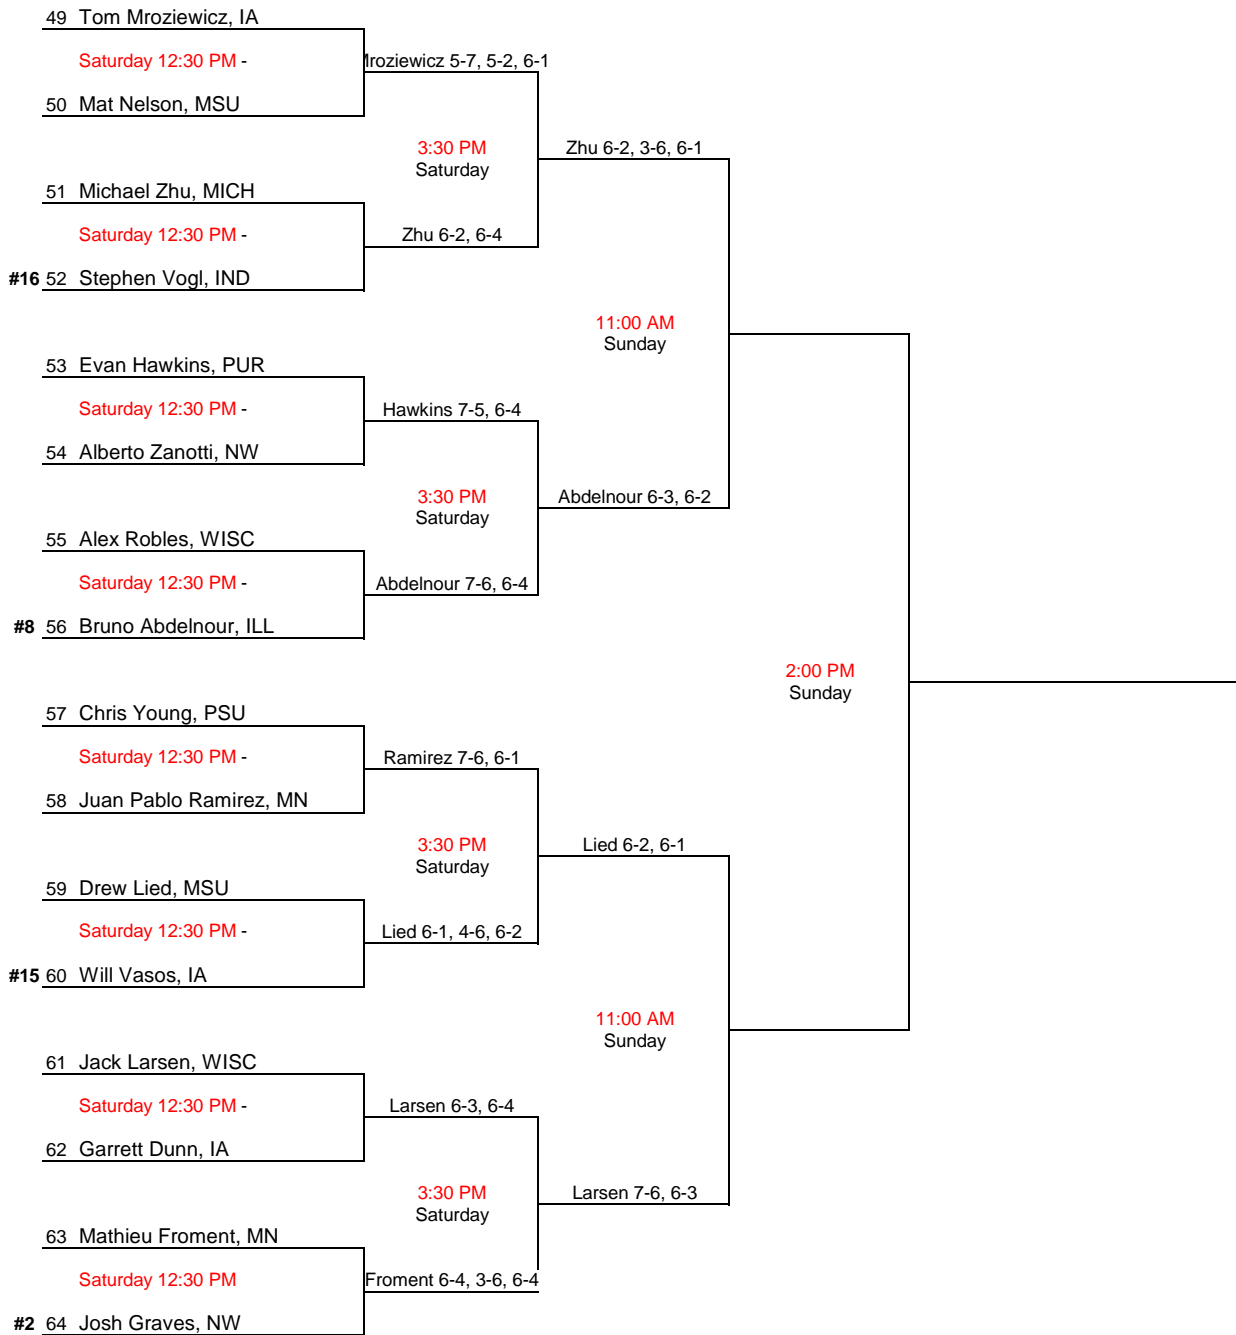 49 Tom Mroziewicz, IA
Saturday 12:30 PM -
Mroziewicz 5-7, 5-2, 6-1
50 Mat Nelson, MSU
3:30 PM
Saturday
Zhu 6-2, 3-6, 6-1
51 Michael Zhu, MICH
Saturday 12:30 PM -
Zhu 6-2, 6-4
#16 52 Stephen Vogl, IND
11:00 AM
Sunday
53 Evan Hawkins, PUR
Saturday 12:30 PM -
Hawkins 7-5, 6-4
54 Alberto Zanotti, NW
3:30 PM
Saturday
Abdelnour 6-3, 6-2
55 Alex Robles, WISC
Saturday 12:30 PM -
Abdelnour 7-6, 6-4
#8 56 Bruno Abdelnour, ILL
2:00 PM
Sunday
57 Chris Young, PSU
Saturday 12:30 PM -
Ramirez 7-6, 6-1
58 Juan Pablo Ramirez, MN
3:30 PM
Saturday
Lied 6-2, 6-1
59 Drew Lied, MSU
Saturday 12:30 PM -
Lied 6-1, 4-6, 6-2
#15 60 Will Vasos, IA
11:00 AM
Sunday
61 Jack Larsen, WISC
Saturday 12:30 PM -
Larsen 6-3, 6-4
62 Garrett Dunn, IA
3:30 PM
Saturday
Larsen 7-6, 6-3
63 Mathieu Froment, MN
Saturday 12:30 PM
Froment 6-4, 3-6, 6-4
#2 64 Josh Graves, NW